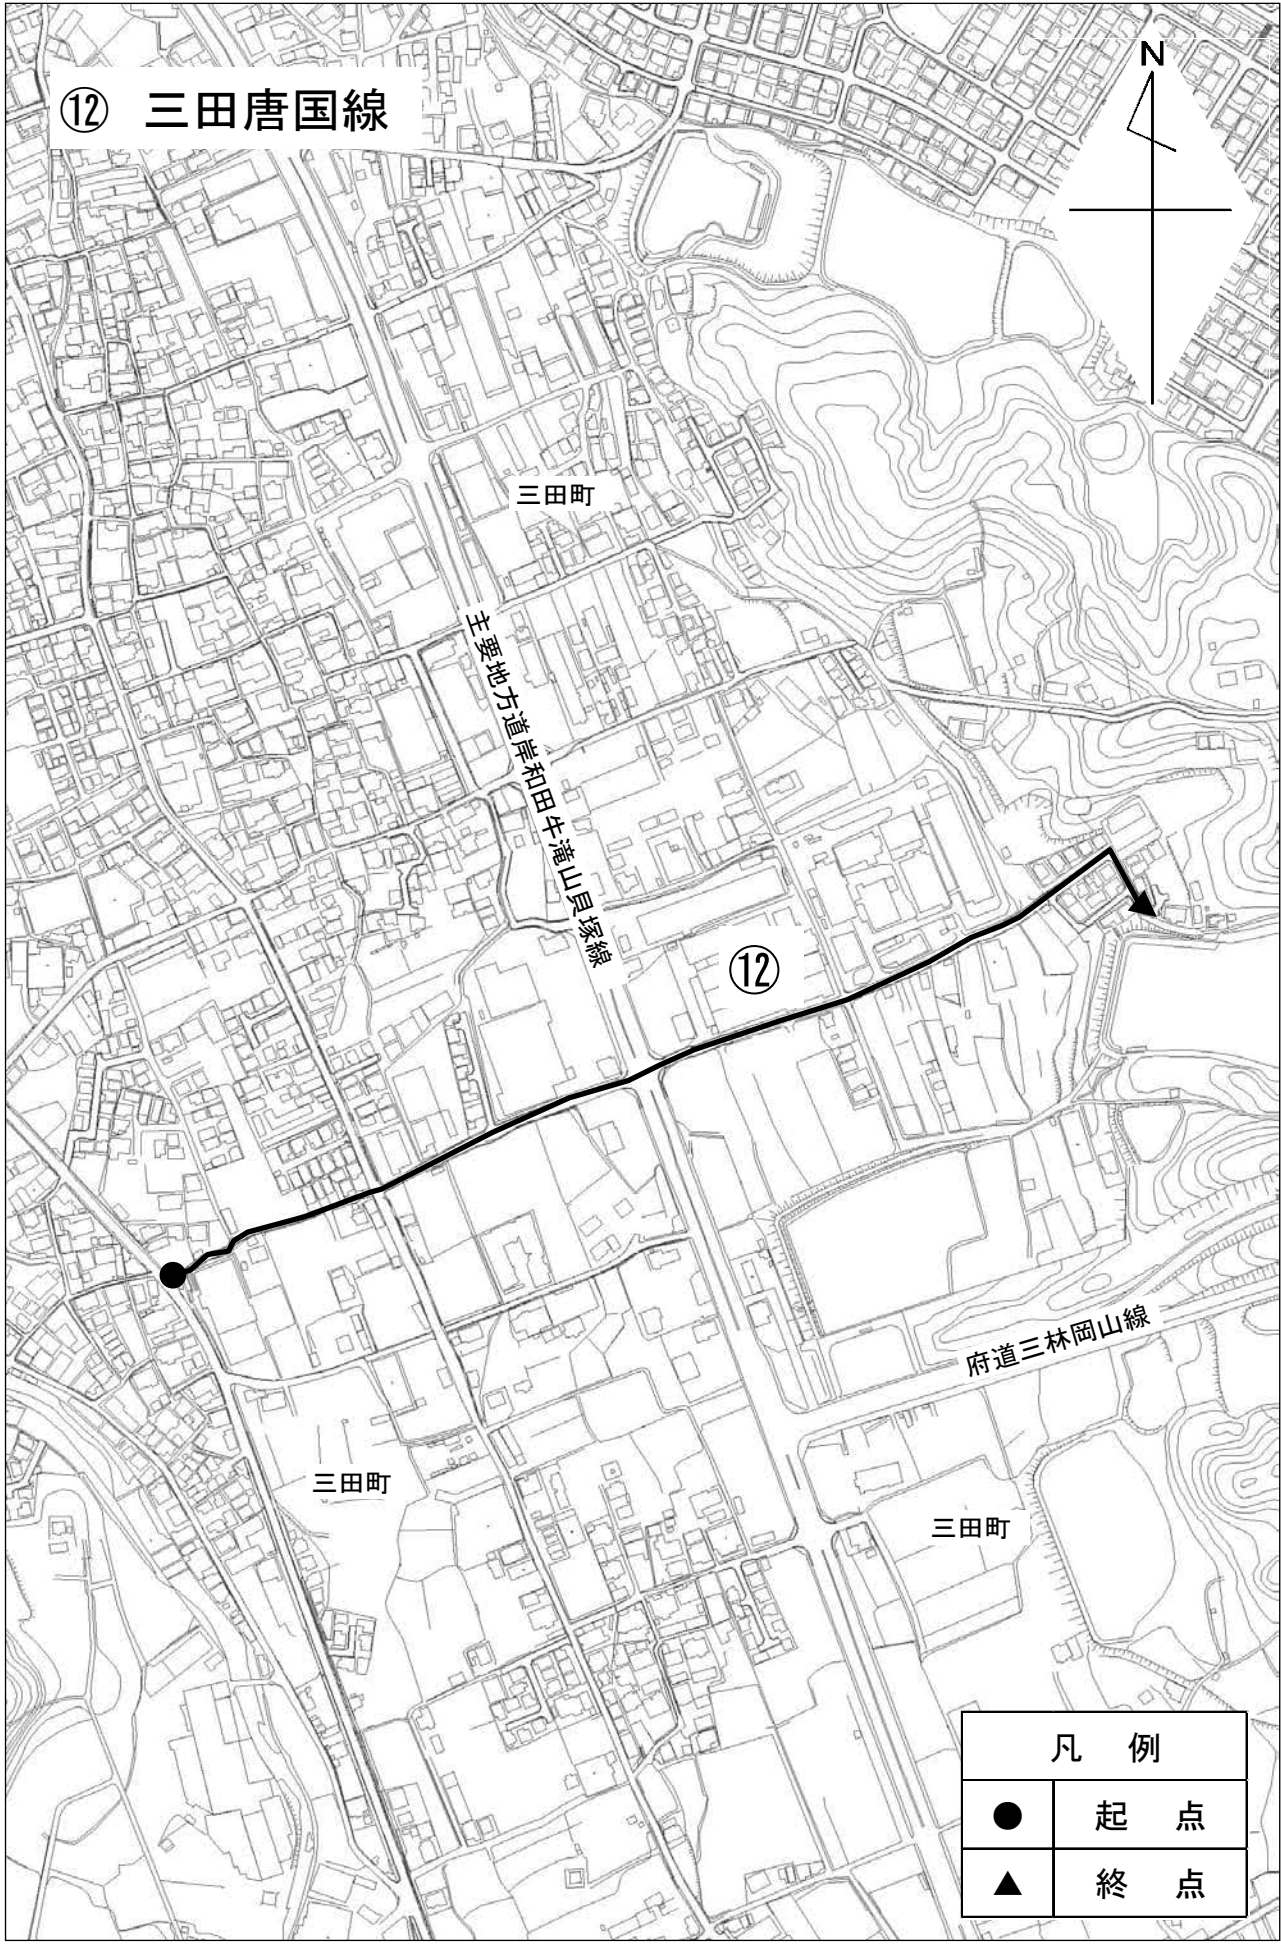 ⑫ 三田唐国線
N
三田町
主要地方道岸和田牛滝山貝塚線
⑫
府道三林岡山線
三田町
三田町
凡 例
● 起 点
▲ 終 点